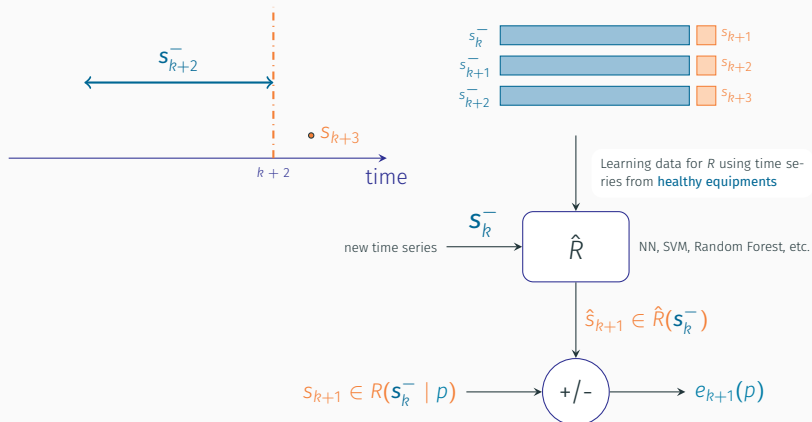 s⁻ₖ₊₂
sₖ₊₃
k + 2
time
s⁻ₖ sₖ₊₁
s⁻ₖ₊₁ sₖ₊₂
s⁻ₖ₊₂ sₖ₊₃
Learning data for R using time se-
ries from healthy equipments
s⁻ₖ
new time series
R̂
NN, SVM, Random Forest, etc.
ŝₖ₊₁ ∈ R̂(s⁻ₖ)
sₖ₊₁ ∈ R(s⁻ₖ | p)
+/-
eₖ₊₁(p)